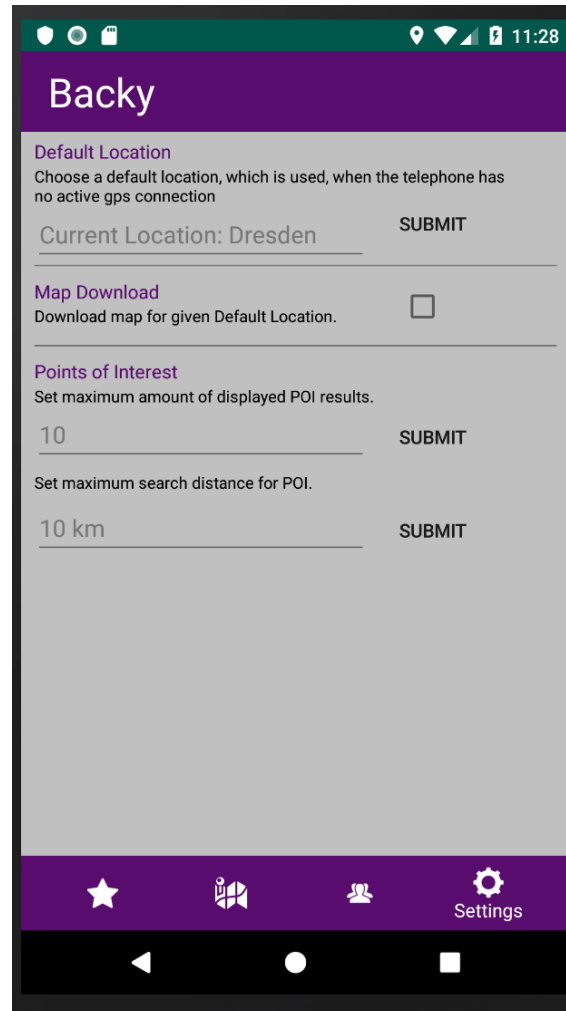 11:28
Backy
Default Location
Choose a default location, which is used, when the telephone has
no active gps connection
Current Location: Dresden
SUBMIT
Map Download
Download map for given Default Location.
Points of Interest
Set maximum amount of displayed POI results.
10
SUBMIT
Set maximum search distance for POI.
10 km
SUBMIT
Settings